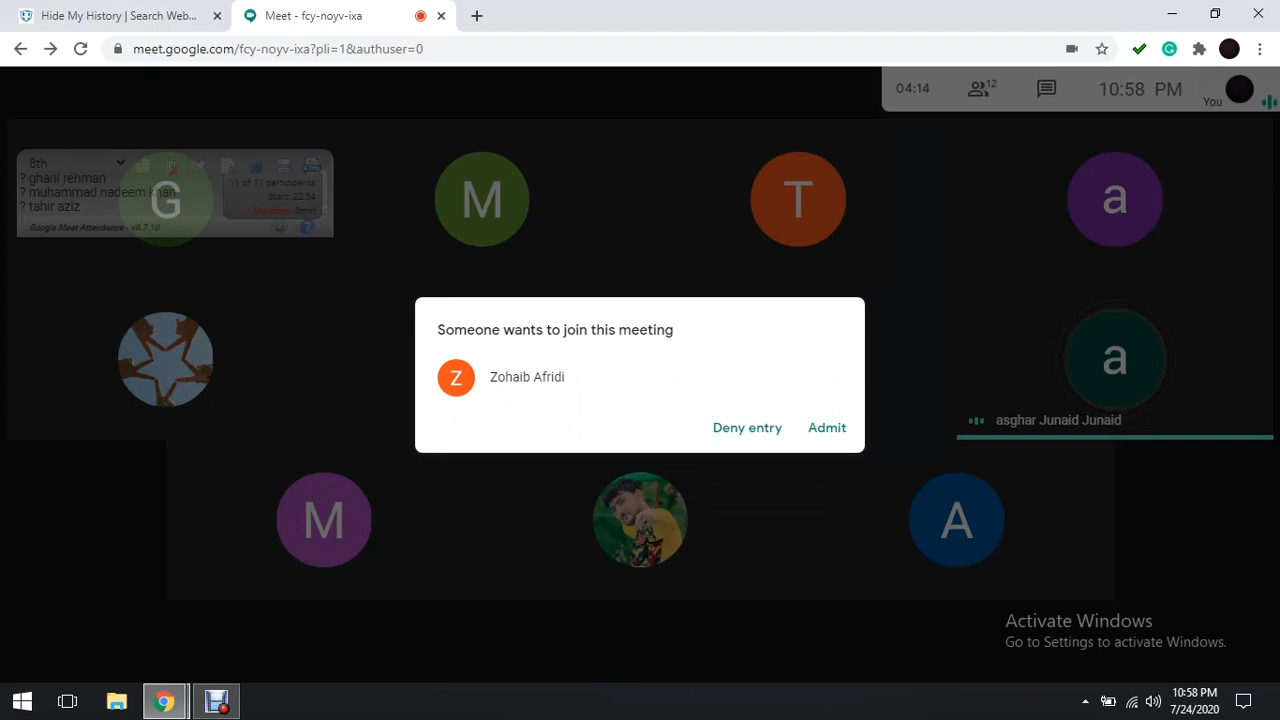 Hide My History | Search Web...
Meet - fcy-noyv-ixa
meet.google.com/fcy-noyv-ixa?pli=1&authuser=0
04:14
12
10:58 PM
You
8th
? ghani rehman
? muhammad nadeem khan
? tahir aziz
11 of 11 participants
Start: 22:54
0min
Google Meet Attendance - v0.7.10
G
M
T
a
Someone wants to join this meeting
Z
Zohaib Afridi
Deny entry
Admit
a
asghar Junaid Junaid
M
A
Activate Windows
Go to Settings to activate Windows.
10:58 PM
7/24/2020